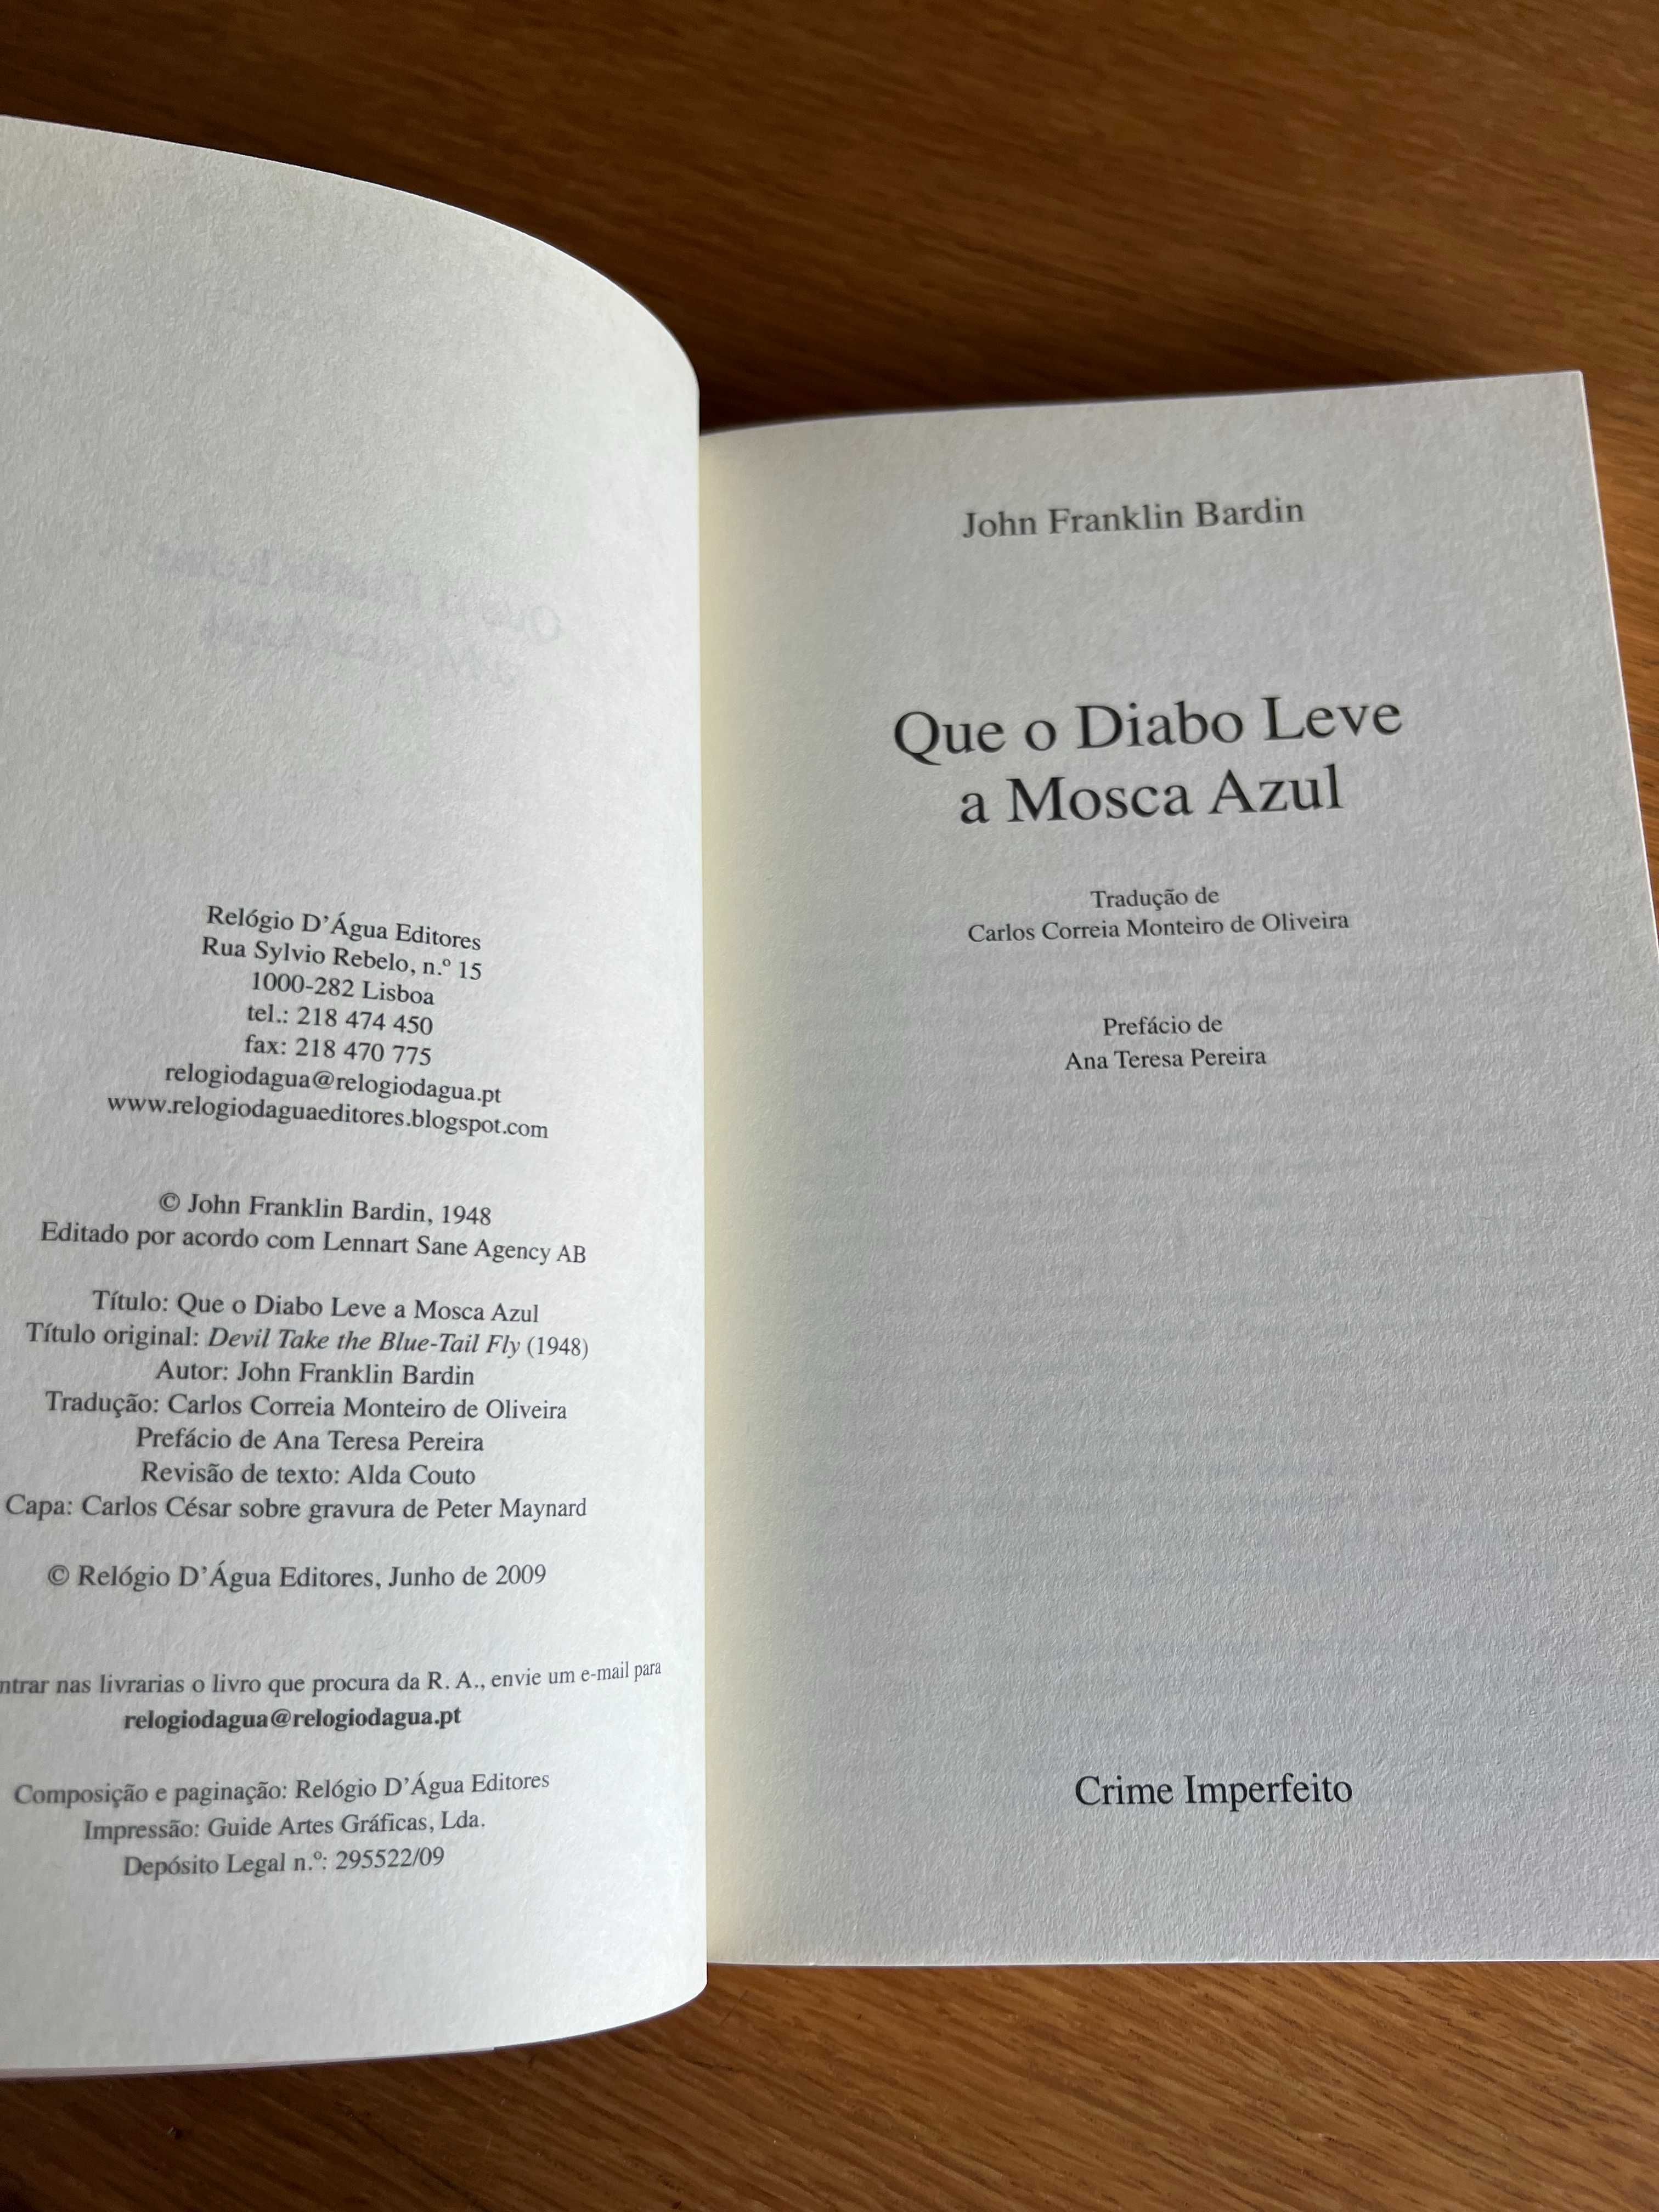 Relógio D'Água Editores
Rua Sylvio Rebelo, n.º 15
1000-282 Lisboa
tel.: 218 474 450
fax: 218 470 775
relogiodagua@relogiodagua.pt
www.relogiodaguaeditores.blogspot.com
© John Franklin Bardin, 1948
Editado por acordo com Lennart Sane Agency AB
Título: Que o Diabo Leve a Mosca Azul
Título original: Devil Take the Blue-Tail Fly (1948)
Autor: John Franklin Bardin
Tradução: Carlos Correia Monteiro de Oliveira
Prefácio de Ana Teresa Pereira
Revisão de texto: Alda Couto
Capa: Carlos César sobre gravura de Peter Maynard
© Relógio D'Água Editores, Junho de 2009
nas livrarias o livro que procura da R. A., envie um e-mail para
relogiodagua@relogiodagua.pt
Composição e paginação: Relógio D'Água Editores
Impressão: Guide Artes Gráficas, Lda.
Depósito Legal n.º: 295522/09
John Franklin Bardin
Que o Diabo Leve
a Mosca Azul
Tradução de
Carlos Correia Monteiro de Oliveira
Prefácio de
Ana Teresa Pereira
Crime Imperfeito